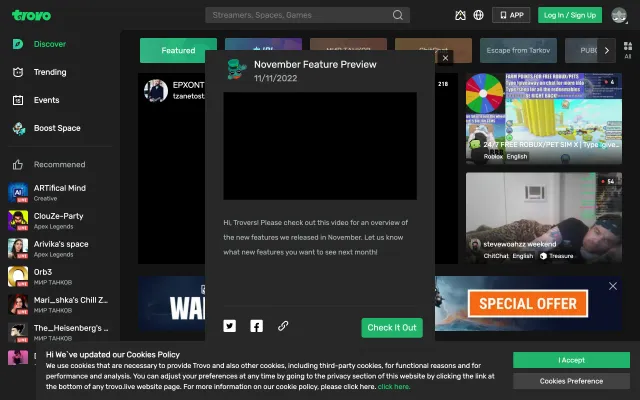 trovo
Streamers, Spaces, Games
APP
Log In / Sign Up
Discover
Trending
Events
Boost Space
Recommened
ARTifical Mind
Creative
LIVE
ClouZe-Party
Apex Legends
LIVE
Arivika's space
Apex Legends
LIVE
Orb3
МИР ТАНКОВ
LIVE
Mari_shka's Chill Z...
МИР ТАНКОВ
LIVE
The_Heisenberg's ...
МИР ТАНКОВ
LIVE
Featured
МИР ТАНКОВ
ChitChat
Escape from Tarkov
PUBG
All
EPXONT
tzanetost
218
November Feature Preview
11/11/2022
Hi, Trovers! Please check out this video for an overview of
the new features we released in November. Let us know
what new features you want to see next month!
Check It Out
4
24/7 FREE ROBUX/PET SIM X | Type !give...
Roblox English
54
stevewoahzz weekend
ChitChat English Treasure
SPECIAL OFFER
Hi We`ve updated our Cookies Policy
We use cookies that are necessary to provide Trovo and also other cookies, including third-party cookies, for functional reasons and for
performance and analysis. You can adjust your preferences at any time by going to the privacy section of this website by clicking the link at
the bottom of any trovo.live website page. For more information on our cookie policy, please click here. click here.
I Accept
Cookies Preference